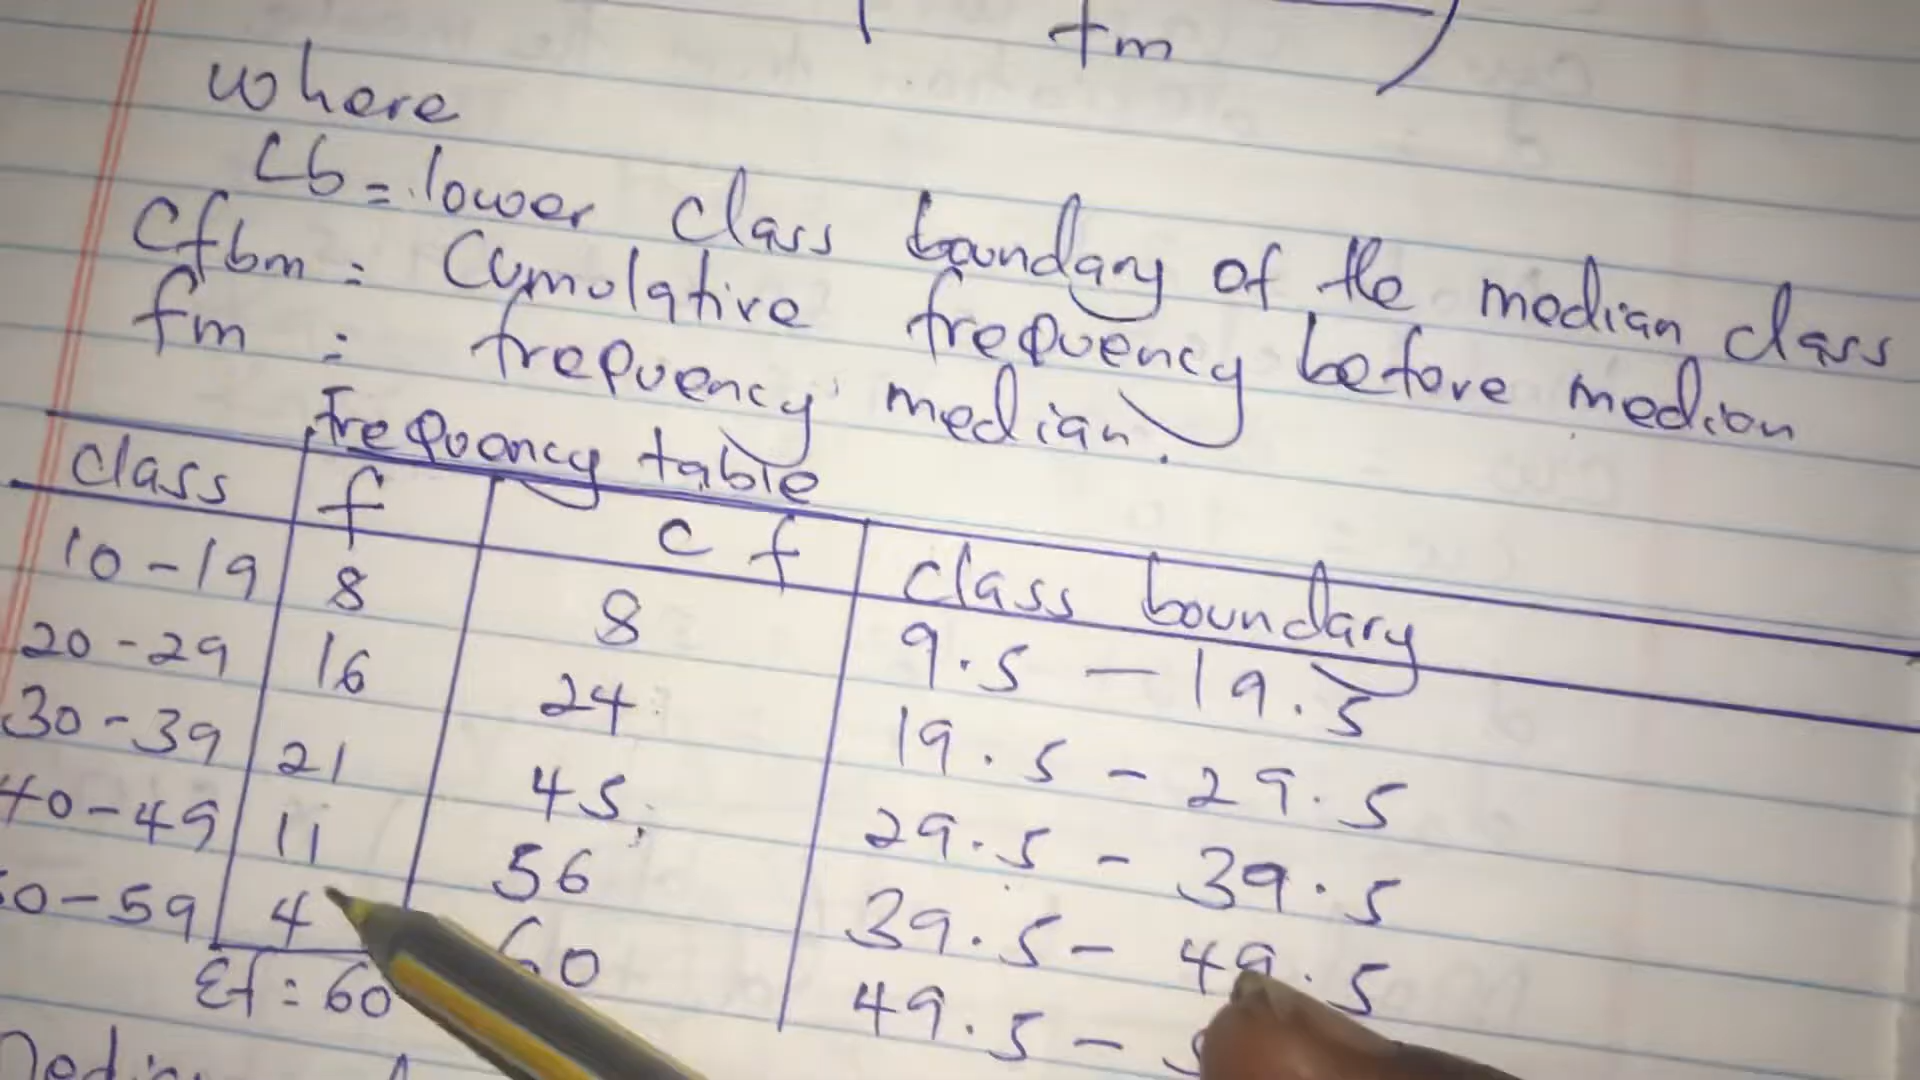 fm
where
Lb = lower class boundary of the median class
Cfbm = Cumulative frequency before median
fm = frequency median.
Frequency table
class f cf class boundary
10-19 8 8 9.5 - 19.5
20-29 16 24 19.5 - 29.5
30-39 21 45 29.5 - 39.5
40-49 11 56 39.5 - 49.5
0-59 4 60 49.5 -
Σf = 60